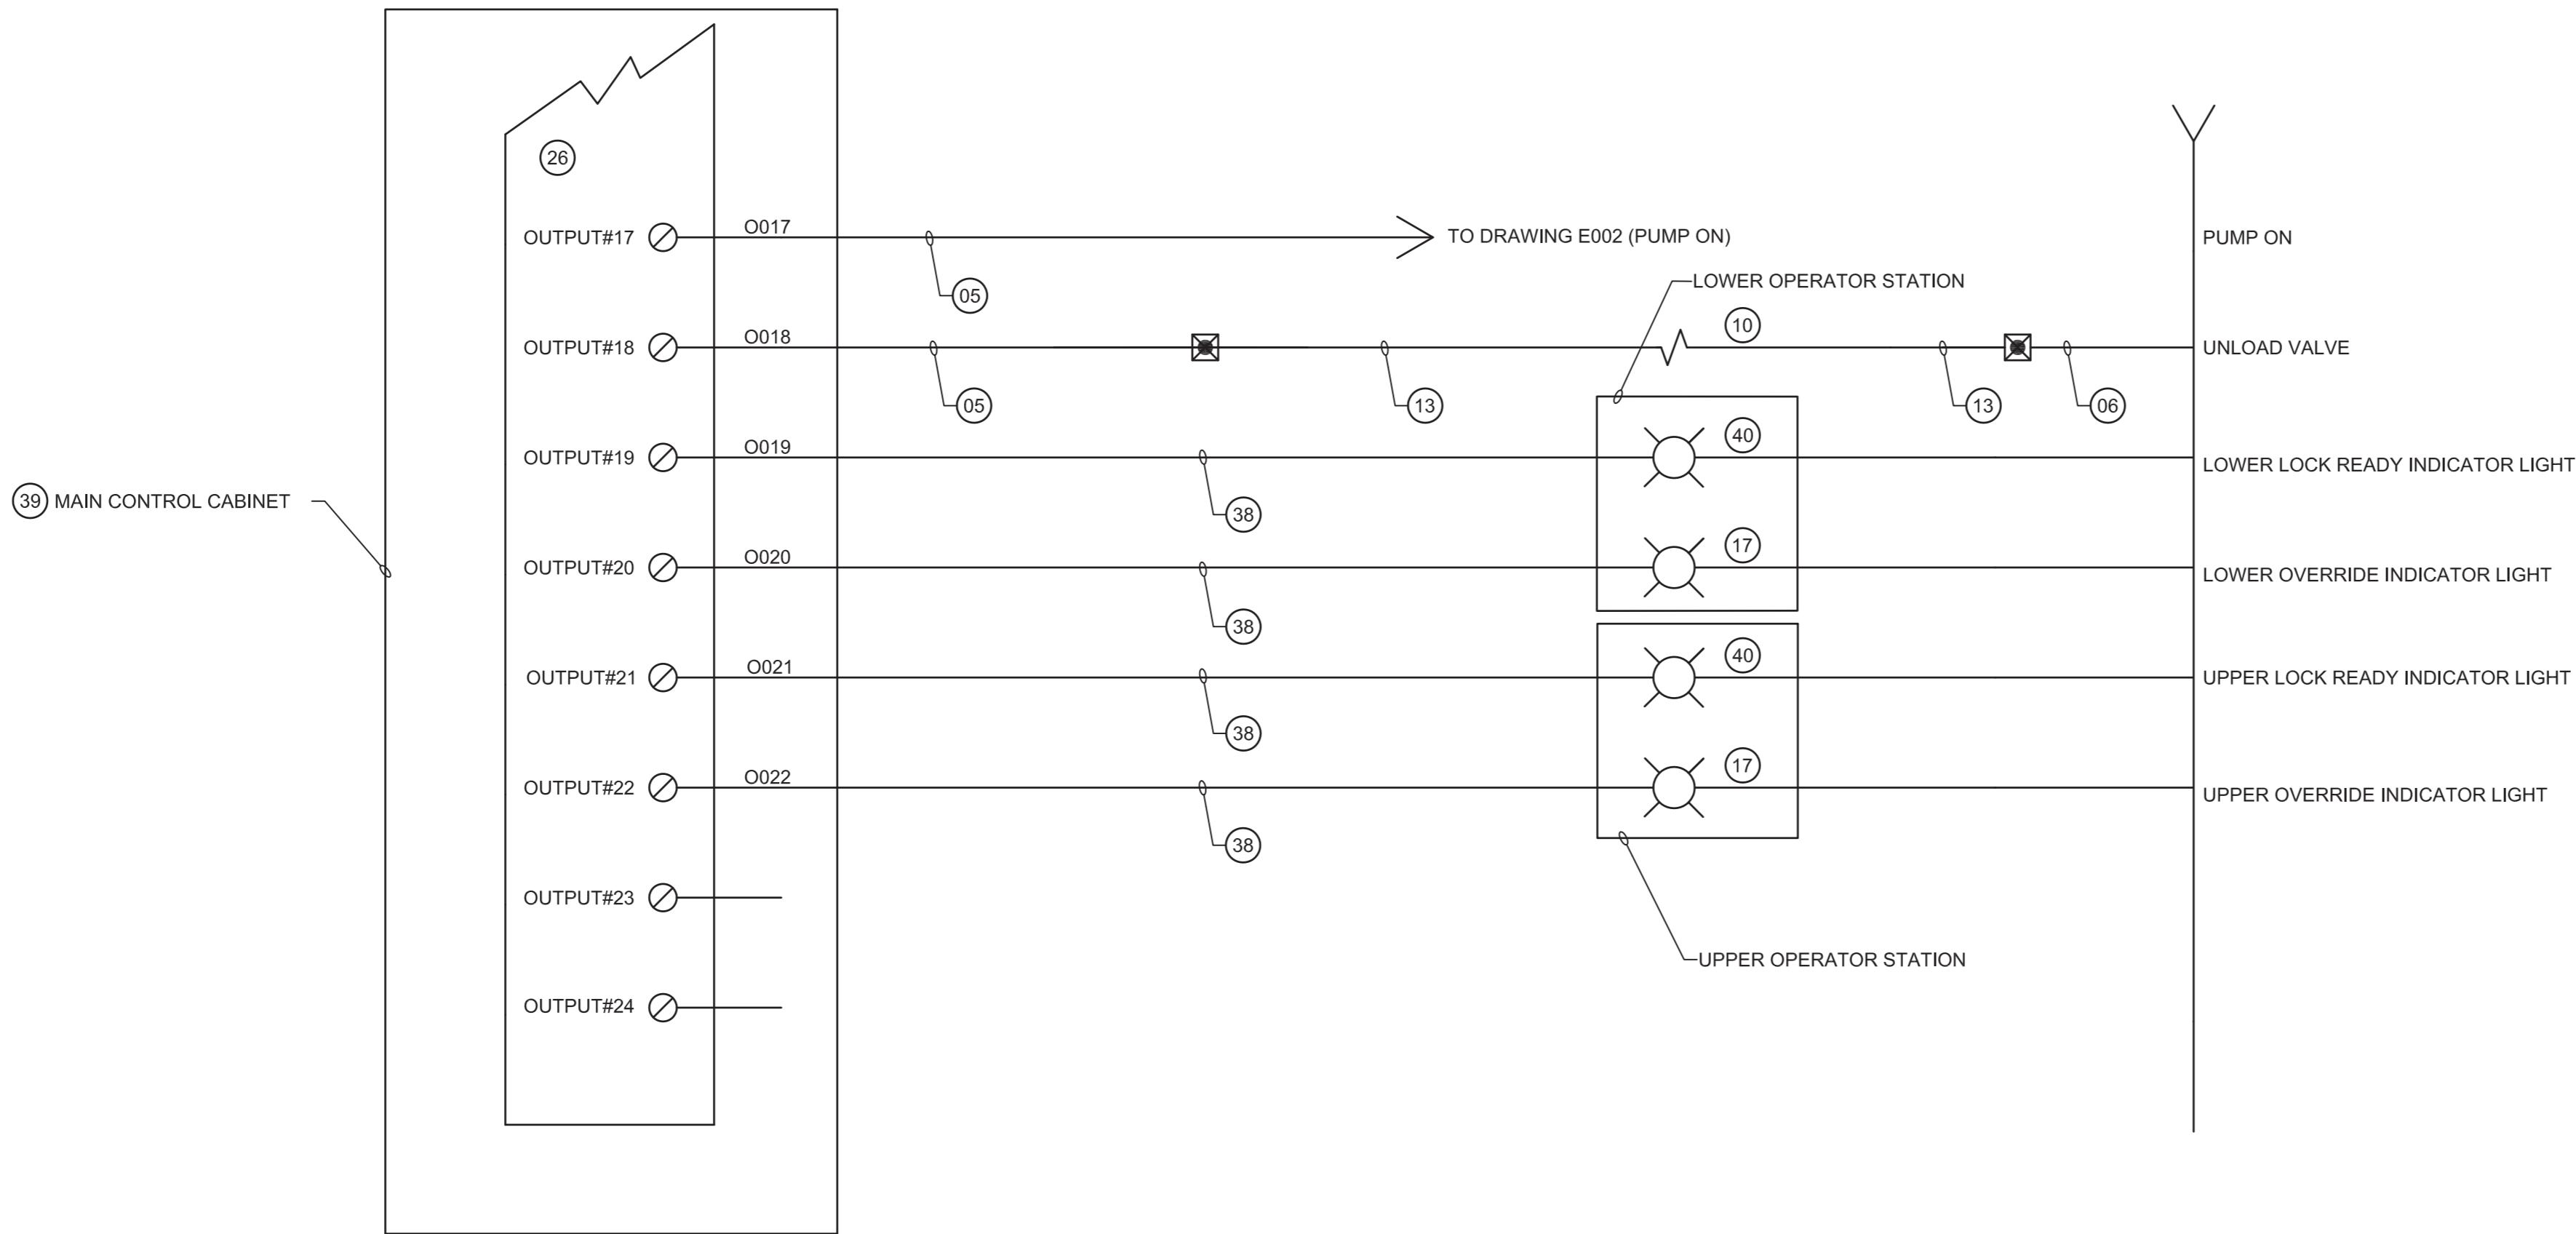 26
OUTPUT#17 O017 TO DRAWING E002 (PUMP ON) PUMP ON
05
LOWER OPERATOR STATION
10
OUTPUT#18 O018 UNLOAD VALVE
05 13 13 06
40
OUTPUT#19 O019 LOWER LOCK READY INDICATOR LIGHT
39 MAIN CONTROL CABINET
38
17
OUTPUT#20 O020 LOWER OVERRIDE INDICATOR LIGHT
38
40
OUTPUT#21 O021 UPPER LOCK READY INDICATOR LIGHT
38
17
OUTPUT#22 O022 UPPER OVERRIDE INDICATOR LIGHT
38
OUTPUT#23
UPPER OPERATOR STATION
OUTPUT#24